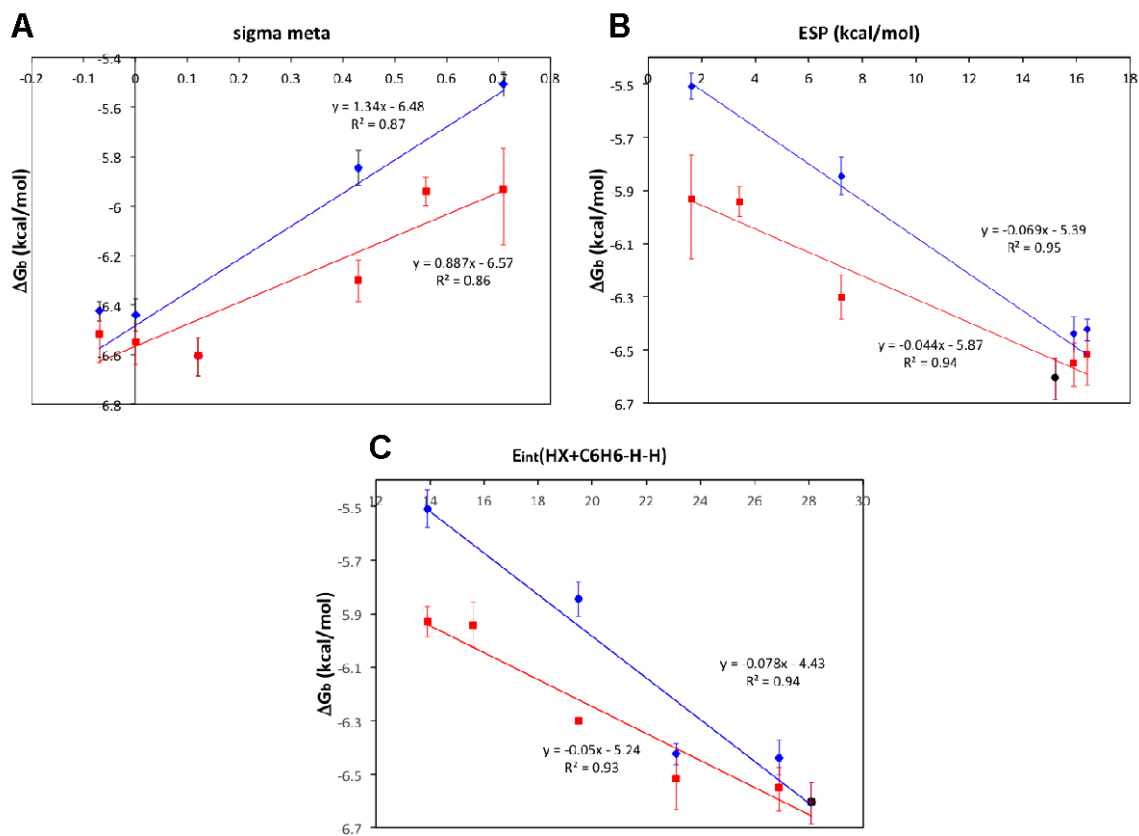 A
sigma meta
-5.4
-0.2 0 0.1 0.2 0.3 0.4 0.5 0.6 0.7 0.8
-5.6
-5.8
-6
-6.2
-6.4
-6.6
-6.8
ΔGb (kcal/mol)
y = 1.34x - 6.48
R² = 0.87
y = 0.887x - 6.57
R² = 0.86
B
ESP (kcal/mol)
0 2 4 6 8 10 12 14 16 18
-5.5
-5.7
-5.9
-6.1
-6.3
-6.5
-6.7
ΔGb (kcal/mol)
y = -0.069x - 5.39
R² = 0.95
y = -0.044x - 5.87
R² = 0.94
C
Eint(HX+C6H6-H-H)
12 14 16 18 20 22 24 26 28 30
-5.5
-5.7
-5.9
-6.1
-6.3
-6.5
-6.7
ΔGb (kcal/mol)
y = -0.078x - 4.43
R² = 0.94
y = -0.05x - 5.24
R² = 0.93